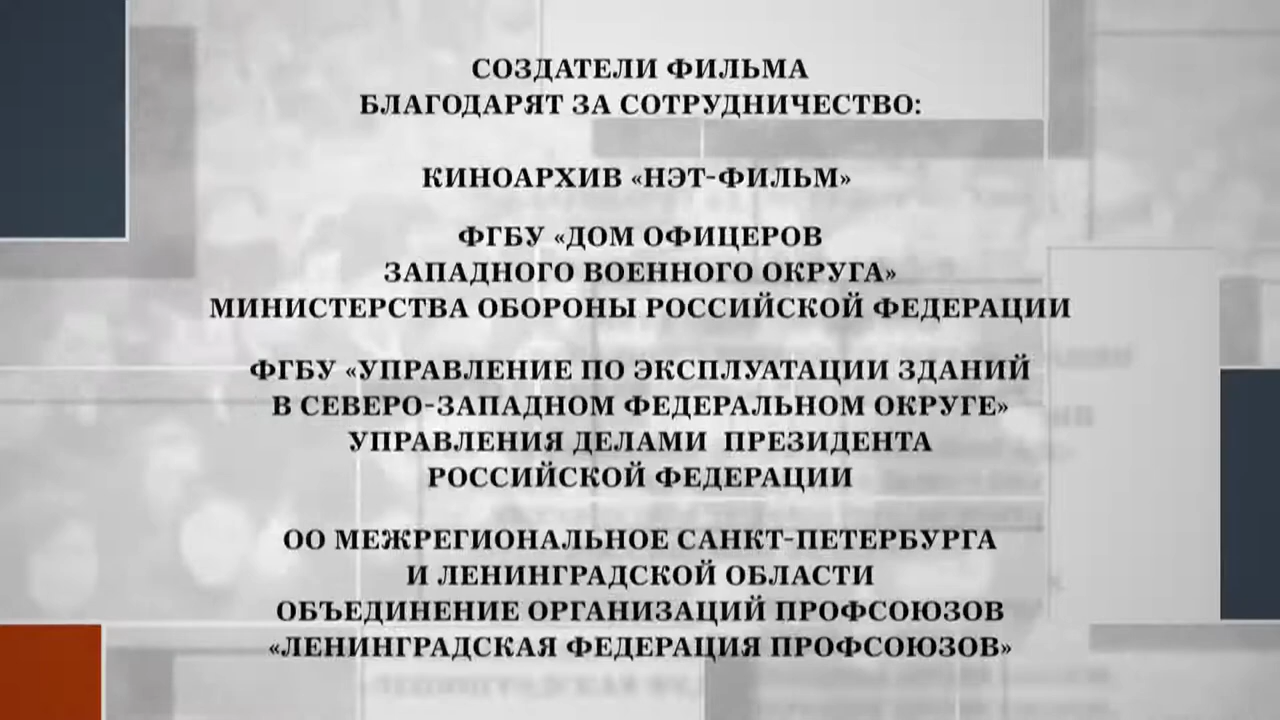 СОЗДАТЕЛИ ФИЛЬМА
БЛАГОДАРЯТ ЗА СОТРУДНИЧЕСТВО:
КИНОАРХИВ «НЭТ-ФИЛЬМ»
ФГБУ «ДОМ ОФИЦЕРОВ
ЗАПАДНОГО ВОЕННОГО ОКРУГА»
МИНИСТЕРСТВА ОБОРОНЫ РОССИЙСКОЙ ФЕДЕРАЦИИ
ФГБУ «УПРАВЛЕНИЕ ПО ЭКСПЛУАТАЦИИ ЗДАНИЙ
В СЕВЕРО-ЗАПАДНОМ ФЕДЕРАЛЬНОМ ОКРУГЕ»
УПРАВЛЕНИЯ ДЕЛАМИ  ПРЕЗИДЕНТА
РОССИЙСКОЙ ФЕДЕРАЦИИ
ОО МЕЖРЕГИОНАЛЬНОЕ САНКТ-ПЕТЕРБУРГА
И ЛЕНИНГРАДСКОЙ ОБЛАСТИ
ОБЪЕДИНЕНИЕ ОРГАНИЗАЦИЙ ПРОФСОЮЗОВ
«ЛЕНИНГРАДСКАЯ ФЕДЕРАЦИЯ ПРОФСОЮЗОВ»